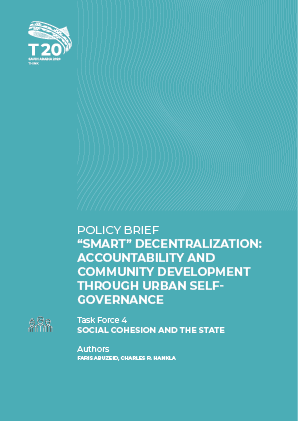 T20
SAUDI ARABIA 2020
THINK
POLICY BRIEF
“SMART” DECENTRALIZATION:
ACCOUNTABILITY AND
COMMUNITY DEVELOPMENT
THROUGH URBAN SELF-
GOVERNANCE
Task Force 4
SOCIAL COHESION AND THE STATE
Authors
FARIS ABUZEID, CHARLES R. HANKLA